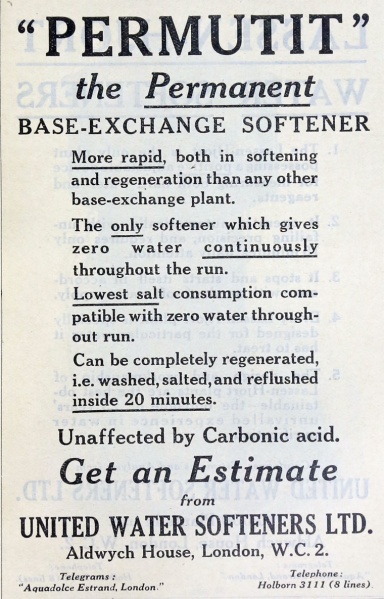 "PERMUTIT"
the Permanent
BASE-EXCHANGE SOFTENER
More rapid, both in softening
and regeneration than any other
base-exchange plant.
The only softener which gives
zero water continuously
throughout the run.
Lowest salt consumption com-
patible with zero water through-
out run.
Can be completely regenerated,
i.e. washed, salted, and reflushed
inside 20 minutes.
Unaffected by Carbonic acid.
Get an Estimate
from
UNITED WATER SOFTENERS LTD.
Aldwych House, London, W.C. 2.
Telegrams:
"Aquadolce Estrand, London."
Telephone:
Holborn 3111 (8 lines)